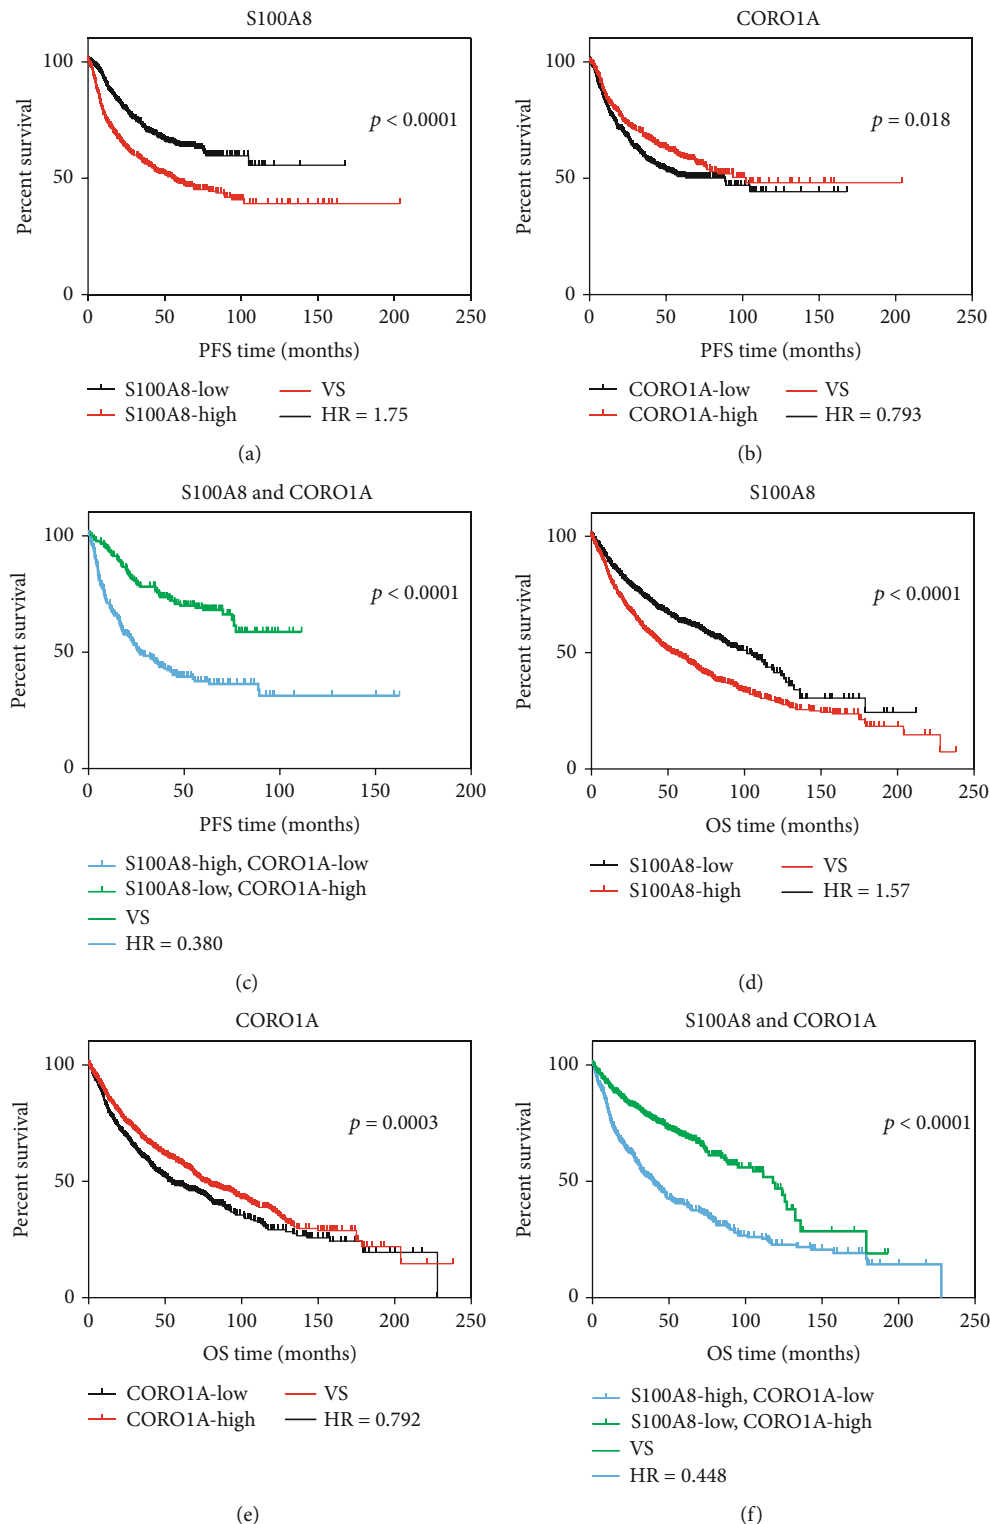 S100A8
CORO1A
Percent survival
100
50
0
p < 0.0001
0 50 100 150 200 250
PFS time (months)
S100A8-low VS
S100A8-high HR = 1.75
(a)
Percent survival
100
50
0
p = 0.018
0 50 100 150 200 250
PFS time (months)
CORO1A-low VS
CORO1A-high HR = 0.793
(b)
S100A8 and CORO1A
Percent survival
100
50
0
p < 0.0001
0 50 100 150 200
PFS time (months)
S100A8-high, CORO1A-low
S100A8-low, CORO1A-high
VS
HR = 0.380
(c)
S100A8
Percent survival
100
50
0
p < 0.0001
0 50 100 150 200 250
OS time (months)
S100A8-low VS
S100A8-high HR = 1.57
(d)
CORO1A
Percent survival
100
50
0
p = 0.0003
0 50 100 150 200 250
OS time (months)
CORO1A-low VS
CORO1A-high HR = 0.792
(e)
S100A8 and CORO1A
Percent survival
100
50
0
p < 0.0001
0 50 100 150 200 250
OS time (months)
S100A8-high, CORO1A-low
S100A8-low, CORO1A-high
VS
HR = 0.448
(f)